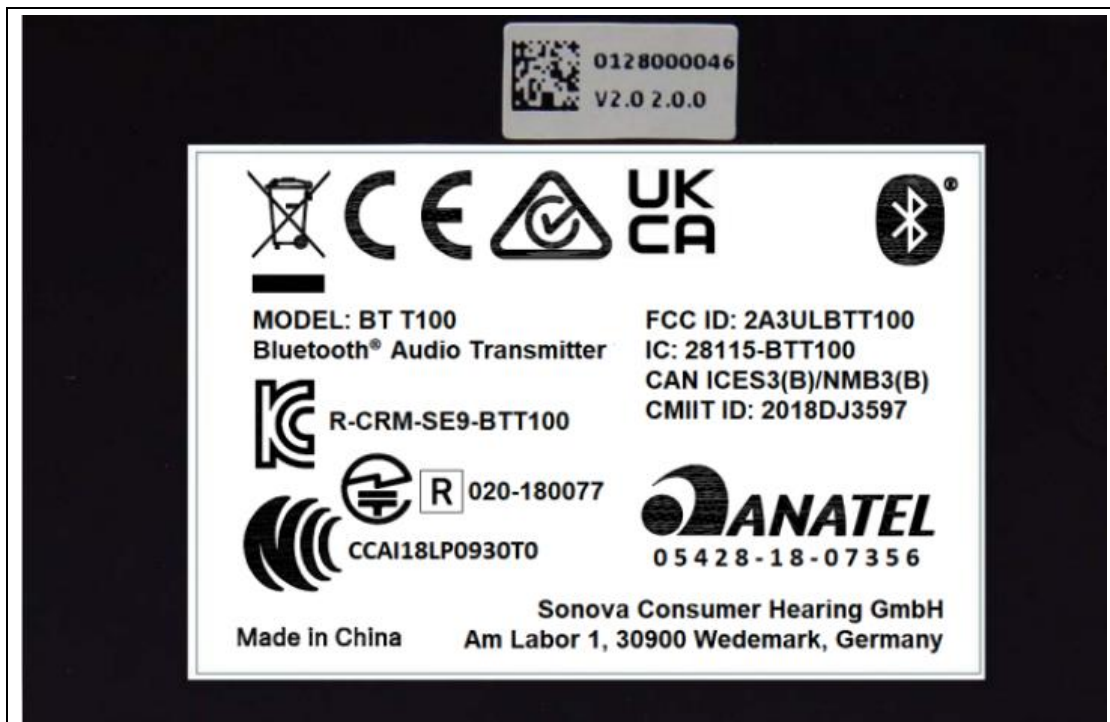 0128000046
V2.0 2.0.0
CE
UK
CA
®
MODEL: BT T100
Bluetooth® Audio Transmitter
FCC ID: 2A3ULBTT100
IC: 28115-BTT100
CAN ICES3(B)/NMB3(B)
CMIIT ID: 2018DJ3597
R-CRM-SE9-BTT100
R 020-180077
CCAI18LP0930T0
ANATEL
05428-18-07356
Sonova Consumer Hearing GmbH
Made in China
Am Labor 1, 30900 Wedemark, Germany